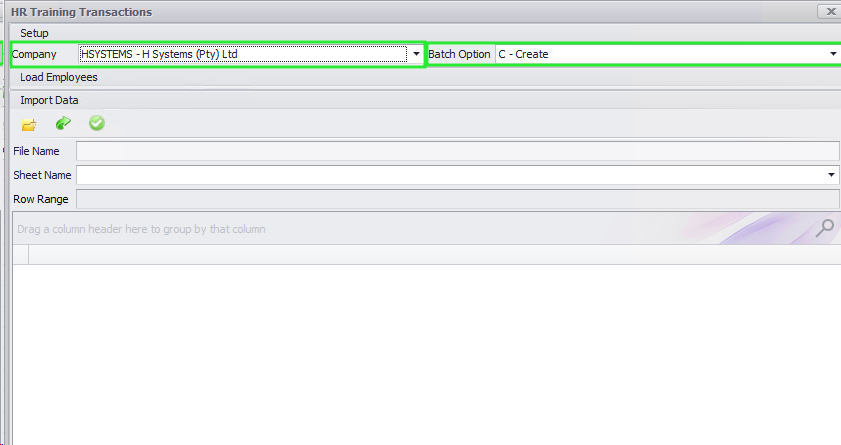 HR Training Transactions
Setup
Company HSYSTEMS - H Systems (Pty) Ltd Batch Option C - Create
Load Employees
Import Data
File Name
Sheet Name
Row Range
Drag a column header here to group by that column